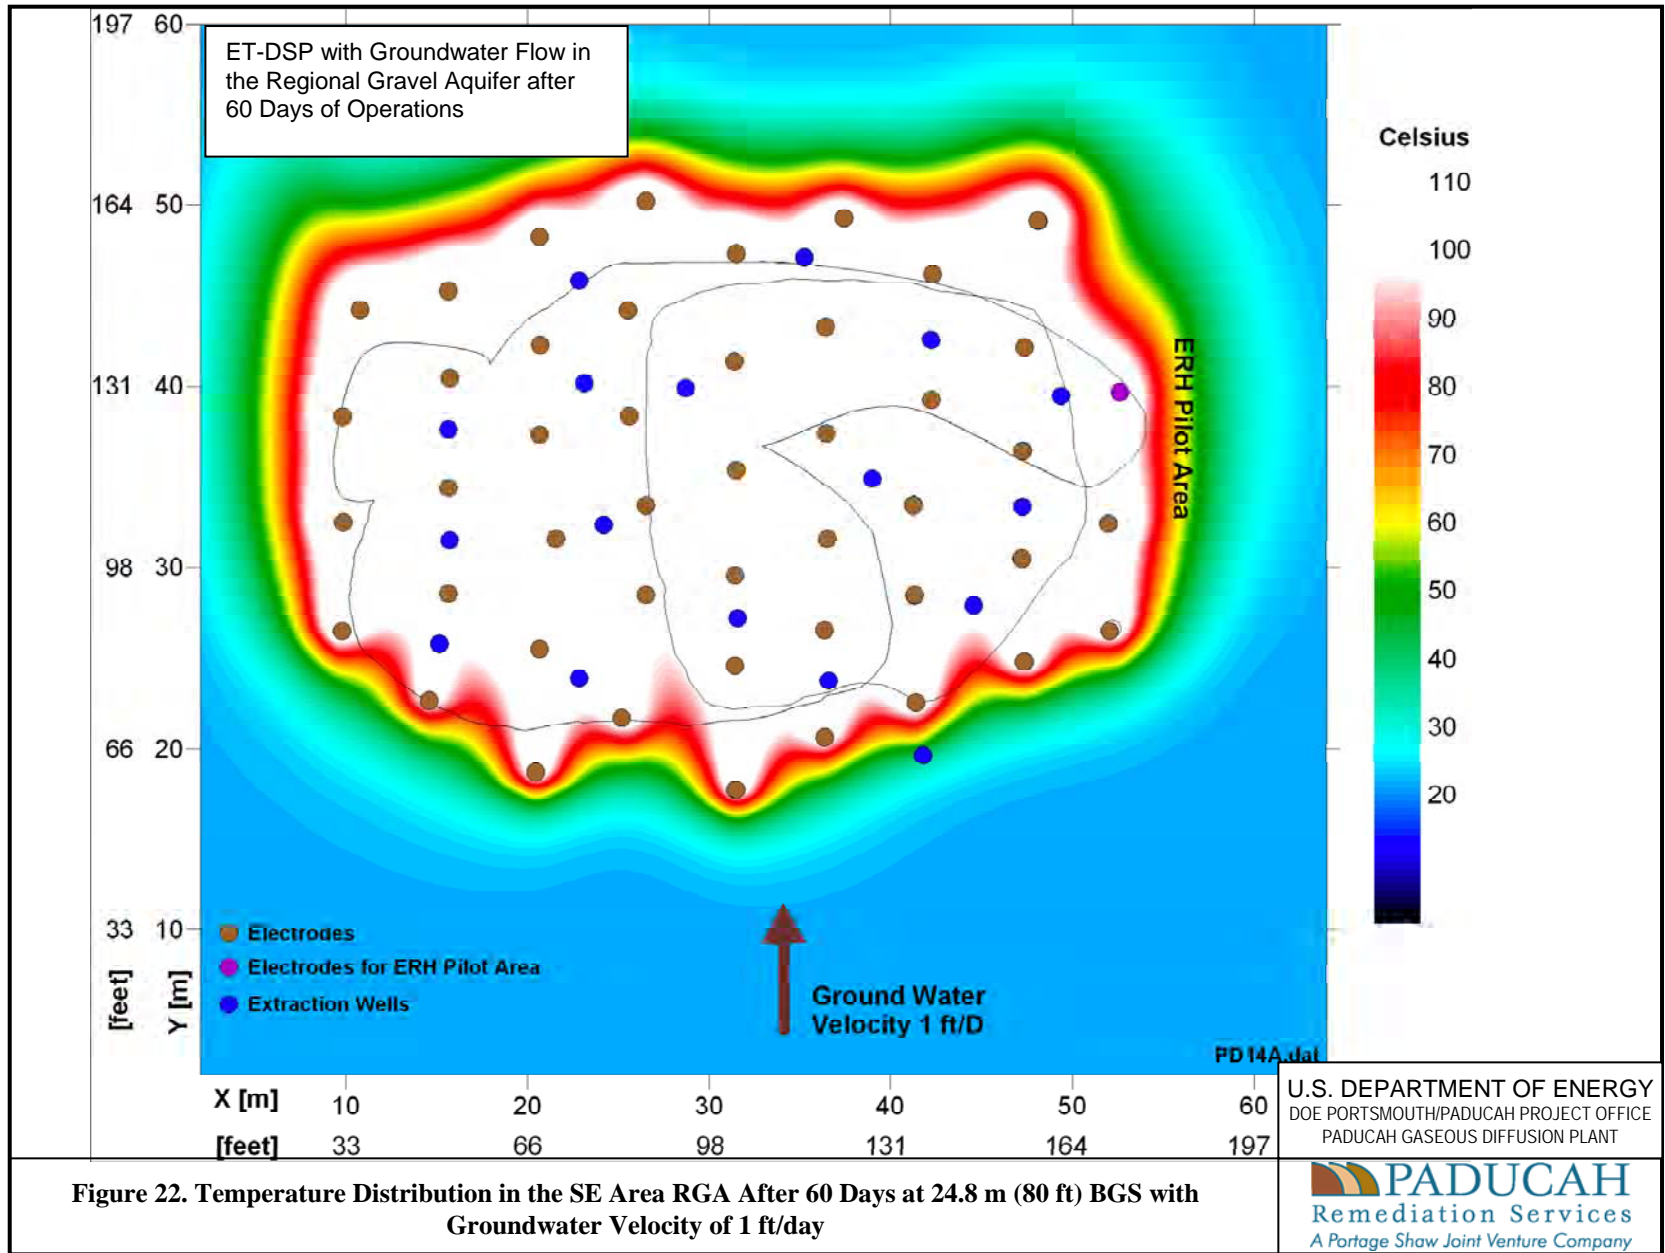 197 60
ET-DSP with Groundwater Flow in
the Regional Gravel Aquifer after
60 Days of Operations
Celsius
110
100
90
80
70
60
50
40
30
20
164 50
131 40
98 30
66 20
33 10
[feet]
Y [m]
ERH Pilot Area
Electrodes
Electrodes for ERH Pilot Area
Extraction Wells
Ground Water
Velocity 1 ft/D
PD14A.dat
X [m] 10 20 30 40 50 60
[feet] 33 66 98 131 164 197
U.S. DEPARTMENT OF ENERGY
DOE PORTSMOUTH/PADUCAH PROJECT OFFICE
PADUCAH GASEOUS DIFFUSION PLANT
Figure 22. Temperature Distribution in the SE Area RGA After 60 Days at 24.8 m (80 ft) BGS with
Groundwater Velocity of 1 ft/day
PADUCAH
Remediation Services
A Portage Shaw Joint Venture Company